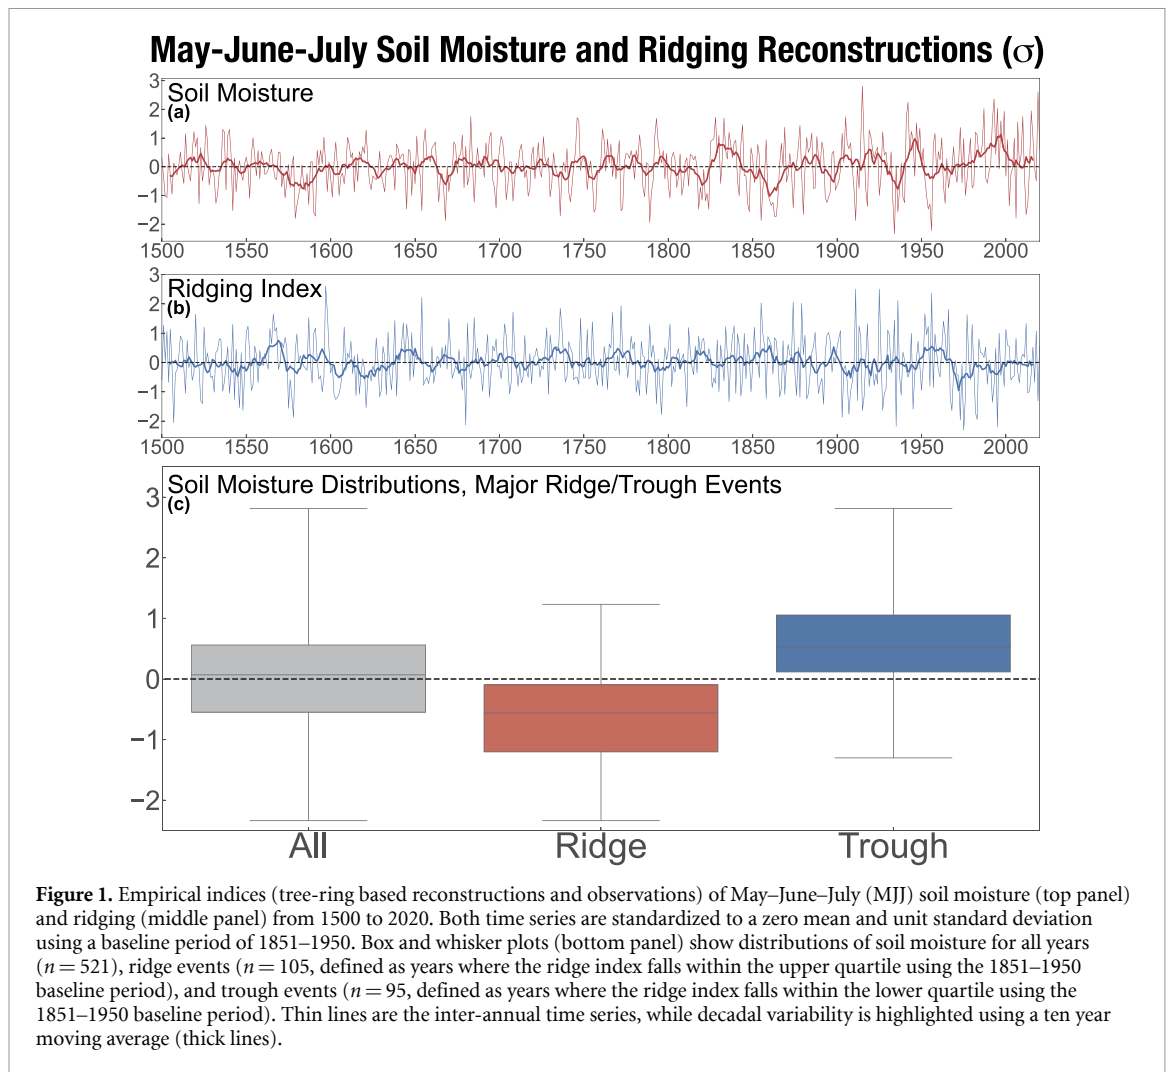 May-June-July Soil Moisture and Ridging Reconstructions (σ)
3
2
1
0
−1
−2
Soil Moisture
(a)
1500 1550 1600 1650 1700 1750 1800 1850 1900 1950 2000
3
2
1
0
−1
−2
Ridging Index
(b)
1500 1550 1600 1650 1700 1750 1800 1850 1900 1950 2000
3
2
1
0
−1
−2
Soil Moisture Distributions, Major Ridge/Trough Events
(c)
All Ridge Trough
Figure 1. Empirical indices (tree-ring based reconstructions and observations) of May–June–July (MJJ) soil moisture (top panel)
and ridging (middle panel) from 1500 to 2020. Both time series are standardized to a zero mean and unit standard deviation
using a baseline period of 1851–1950. Box and whisker plots (bottom panel) show distributions of soil moisture for all years
(n = 521), ridge events (n = 105, defined as years where the ridge index falls within the upper quartile using the 1851–1950
baseline period), and trough events (n = 95, defined as years where the ridge index falls within the lower quartile using the
1851–1950 baseline period). Thin lines are the inter-annual time series, while decadal variability is highlighted using a ten year
moving average (thick lines).